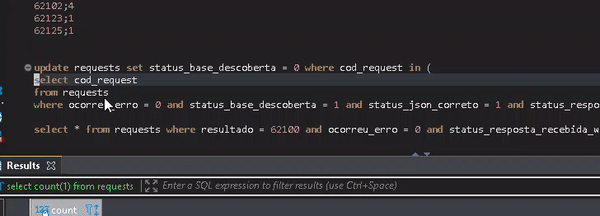 62102;4
62123;1
62125;1
update requests set status_base_descoberta = 0 where cod_request in (
select cod_request
from requests
where ocorreu_erro = 0 and status_base_descoberta = 1 and status_json_correto = 1 and status_respo
select * from requests where resultado = 62100 and ocorreu_erro = 0 and status_resposta_recebida_w
Results
select count(1) from requests
Enter a SQL expression to filter results (use Ctrl+Space)
123 count